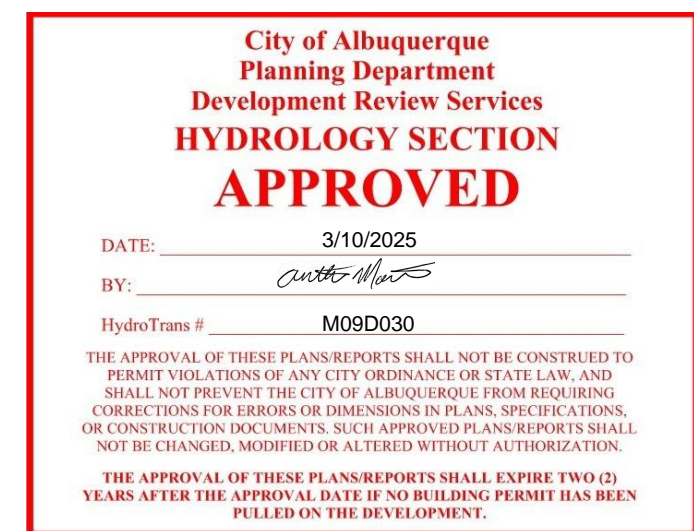 City of Albuquerque
Planning Department
Development Review Services
HYDROLOGY SECTION
APPROVED
DATE: 3/10/2025
BY:
HydroTrans # M09D030
THE APPROVAL OF THESE PLANS/REPORTS SHALL NOT BE CONSTRUED TO
PERMIT VIOLATIONS OF ANY CITY ORDINANCE OR STATE LAW, AND
SHALL NOT PREVENT THE CITY OF ALBUQUERQUE FROM REQUIRING
CORRECTIONS FOR ERRORS OR DIMENSIONS IN PLANS, SPECIFICATIONS,
OR CONSTRUCTION DOCUMENTS. SUCH APPROVED PLANS/REPORTS SHALL
NOT BE CHANGED, MODIFIED OR ALTERED WITHOUT AUTHORIZATION.
THE APPROVAL OF THESE PLANS/REPORTS SHALL EXPIRE TWO (2)
YEARS AFTER THE APPROVAL DATE IF NO BUILDING PERMIT HAS BEEN
PULLED ON THE DEVELOPMENT.